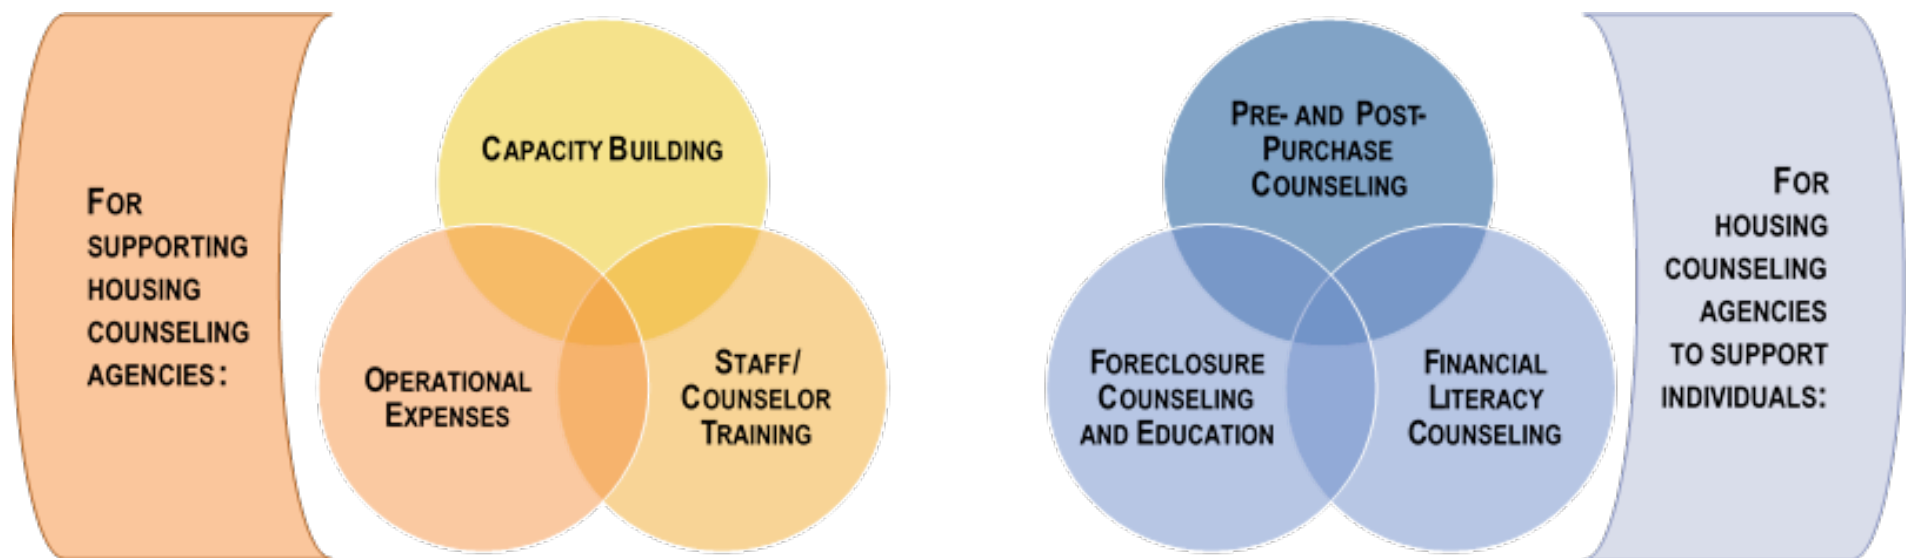 FOR
SUPPORTING
HOUSING
COUNSELING
AGENCIES:
CAPACITY BUILDING
OPERATIONAL
EXPENSES
STAFF/
COUNSELOR
TRAINING
PRE- AND POST-
PURCHASE
COUNSELING
FORECLOSURE
COUNSELING
AND EDUCATION
FINANCIAL
LITERACY
COUNSELING
FOR
HOUSING
COUNSELING
AGENCIES
TO SUPPORT
INDIVIDUALS: